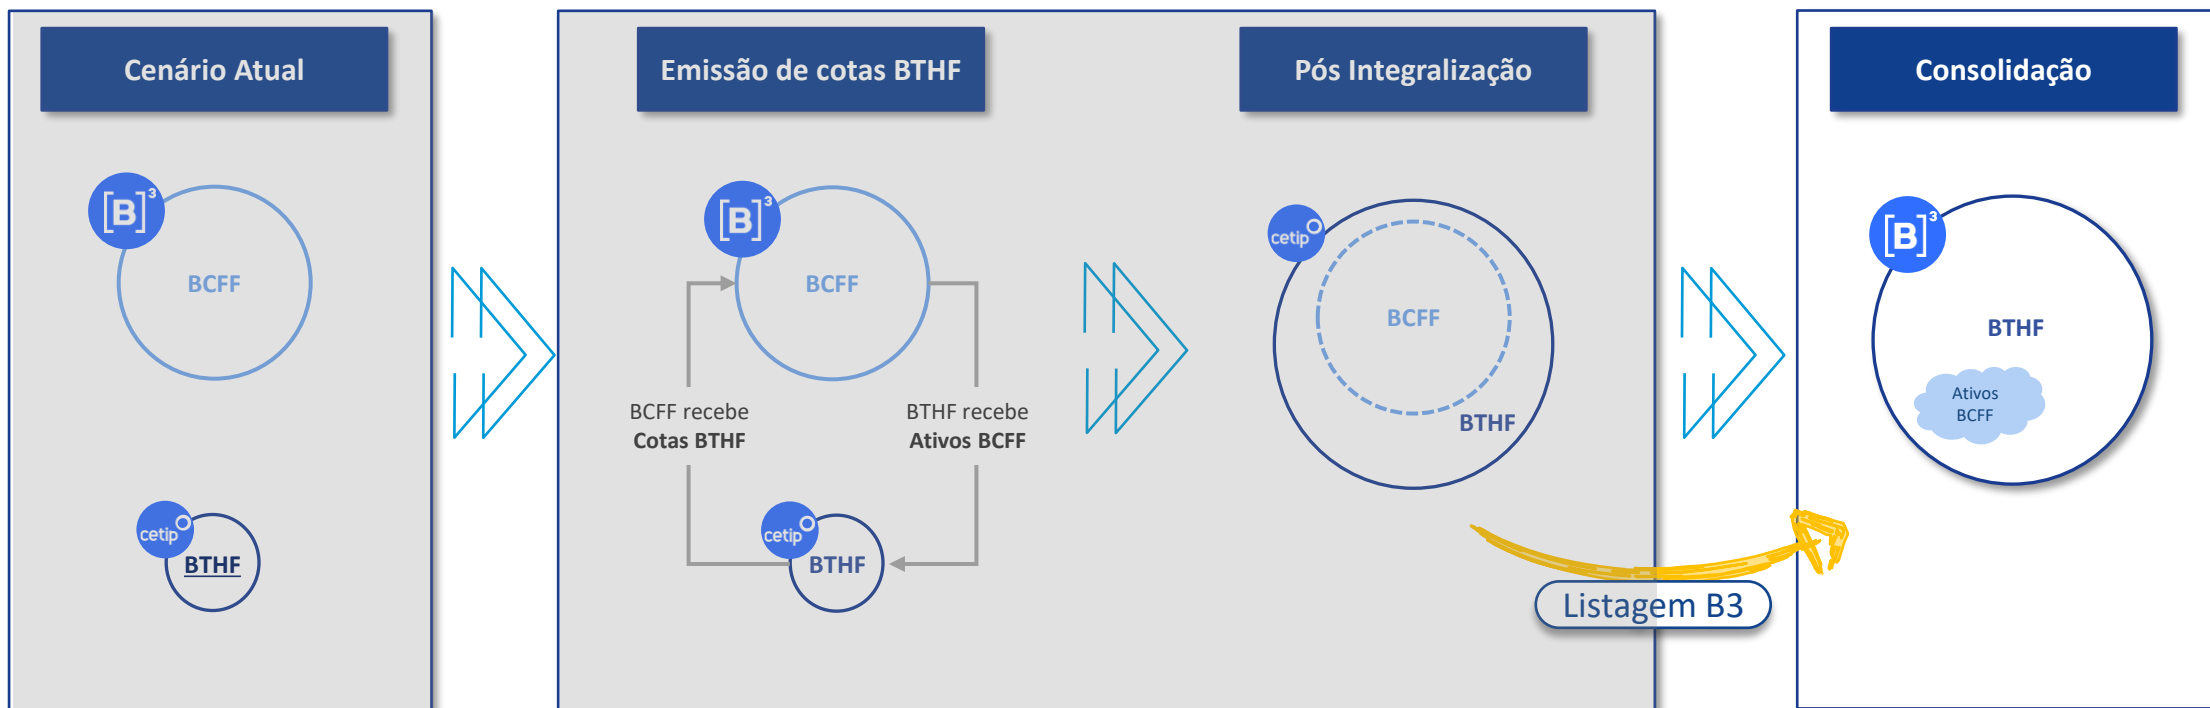 Cenário Atual
[B]³
BCFF
cetip
BTHF
Emissão de cotas BTHF
[B]³
BCFF
BCFF recebe
Cotas BTHF
BTHF recebe
Ativos BCFF
cetip
BTHF
Pós Integralização
cetip
BCFF
BTHF
Listagem B3
Consolidação
[B]³
BTHF
Ativos
BCFF